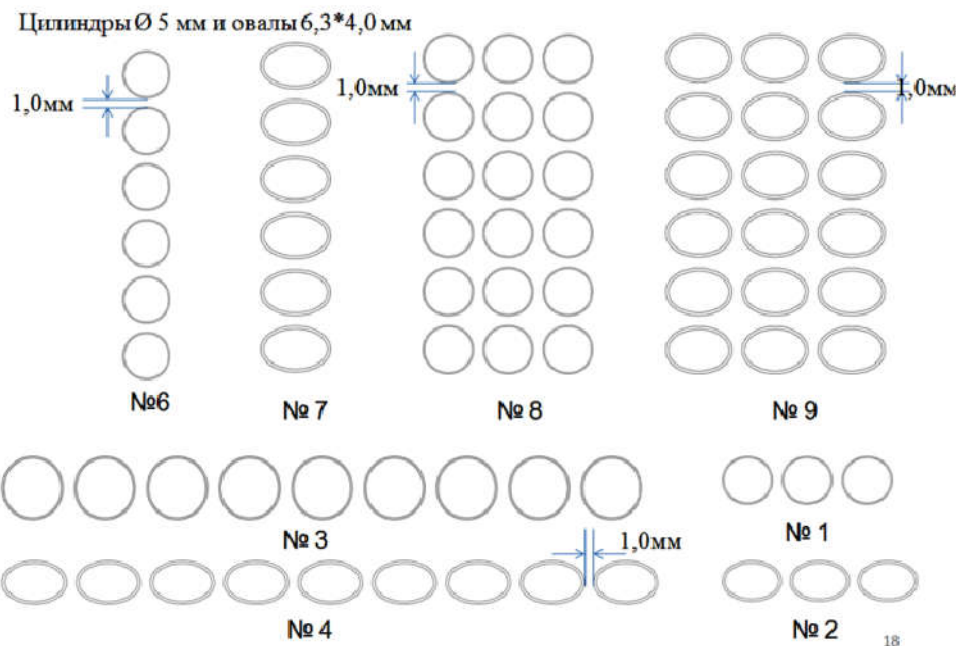 Цилиндры Ø 5 мм и овалы 6,3*4,0 мм
1,0мм
1,0мм
1,0мм
№6
№ 7
№ 8
№ 9
№ 3
1,0мм
№ 1
№ 4
№ 2
18